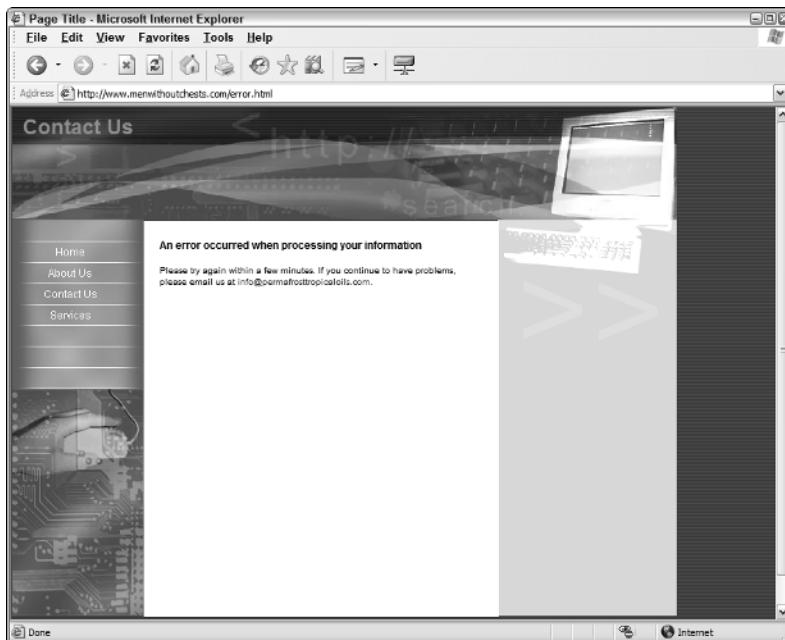 Page Title - Microsoft Internet Explorer
File Edit View Favorites Tools Help
Address http://www.menwithoutchests.com/error.html
Contact Us
< http://
>
*search
Home
About Us
Contact Us
Services
An error occurred when processing your information
Please try again within a few minutes. If you continue to have problems,
please email us at info@permafrosttropicaloils.com.
>>
Done
Internet